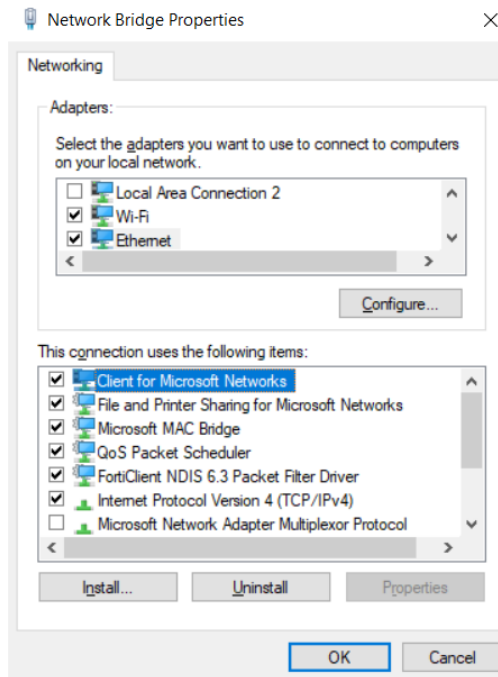 Network Bridge Properties
Networking
Adapters:
Select the adapters you want to use to connect to computers
on your local network.
Local Area Connection 2
Wi-Fi
Ethernet
Configure...
This connection uses the following items:
Client for Microsoft Networks
File and Printer Sharing for Microsoft Networks
Microsoft MAC Bridge
QoS Packet Scheduler
FortiClient NDIS 6.3 Packet Filter Driver
Internet Protocol Version 4 (TCP/IPv4)
Microsoft Network Adapter Multiplexor Protocol
Install... Uninstall Properties
OK Cancel